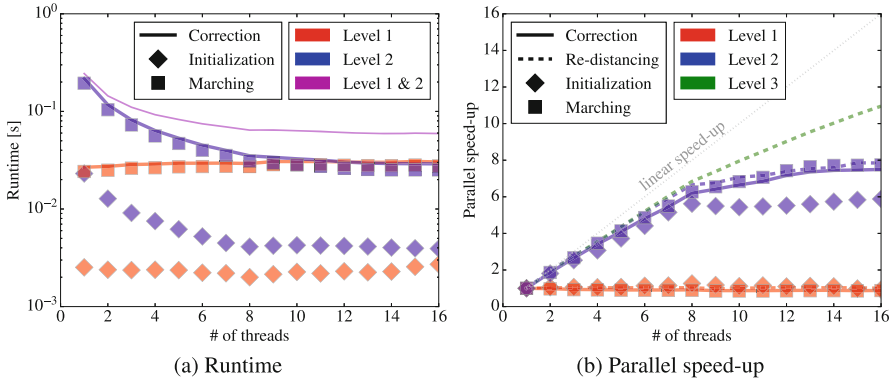 10^0
10^-1
10^-2
10^-3
Runtime [s]
Correction
Initialization
Marching
Level 1
Level 2
Level 1 & 2
0 2 4 6 8 10 12 14 16
# of threads
(a) Runtime
16
14
12
10
8
6
4
2
0
Parallel speed-up
Correction
Re-distancing
Initialization
Marching
Level 1
Level 2
Level 3
linear speed-up
0 2 4 6 8 10 12 14 16
# of threads
(b) Parallel speed-up